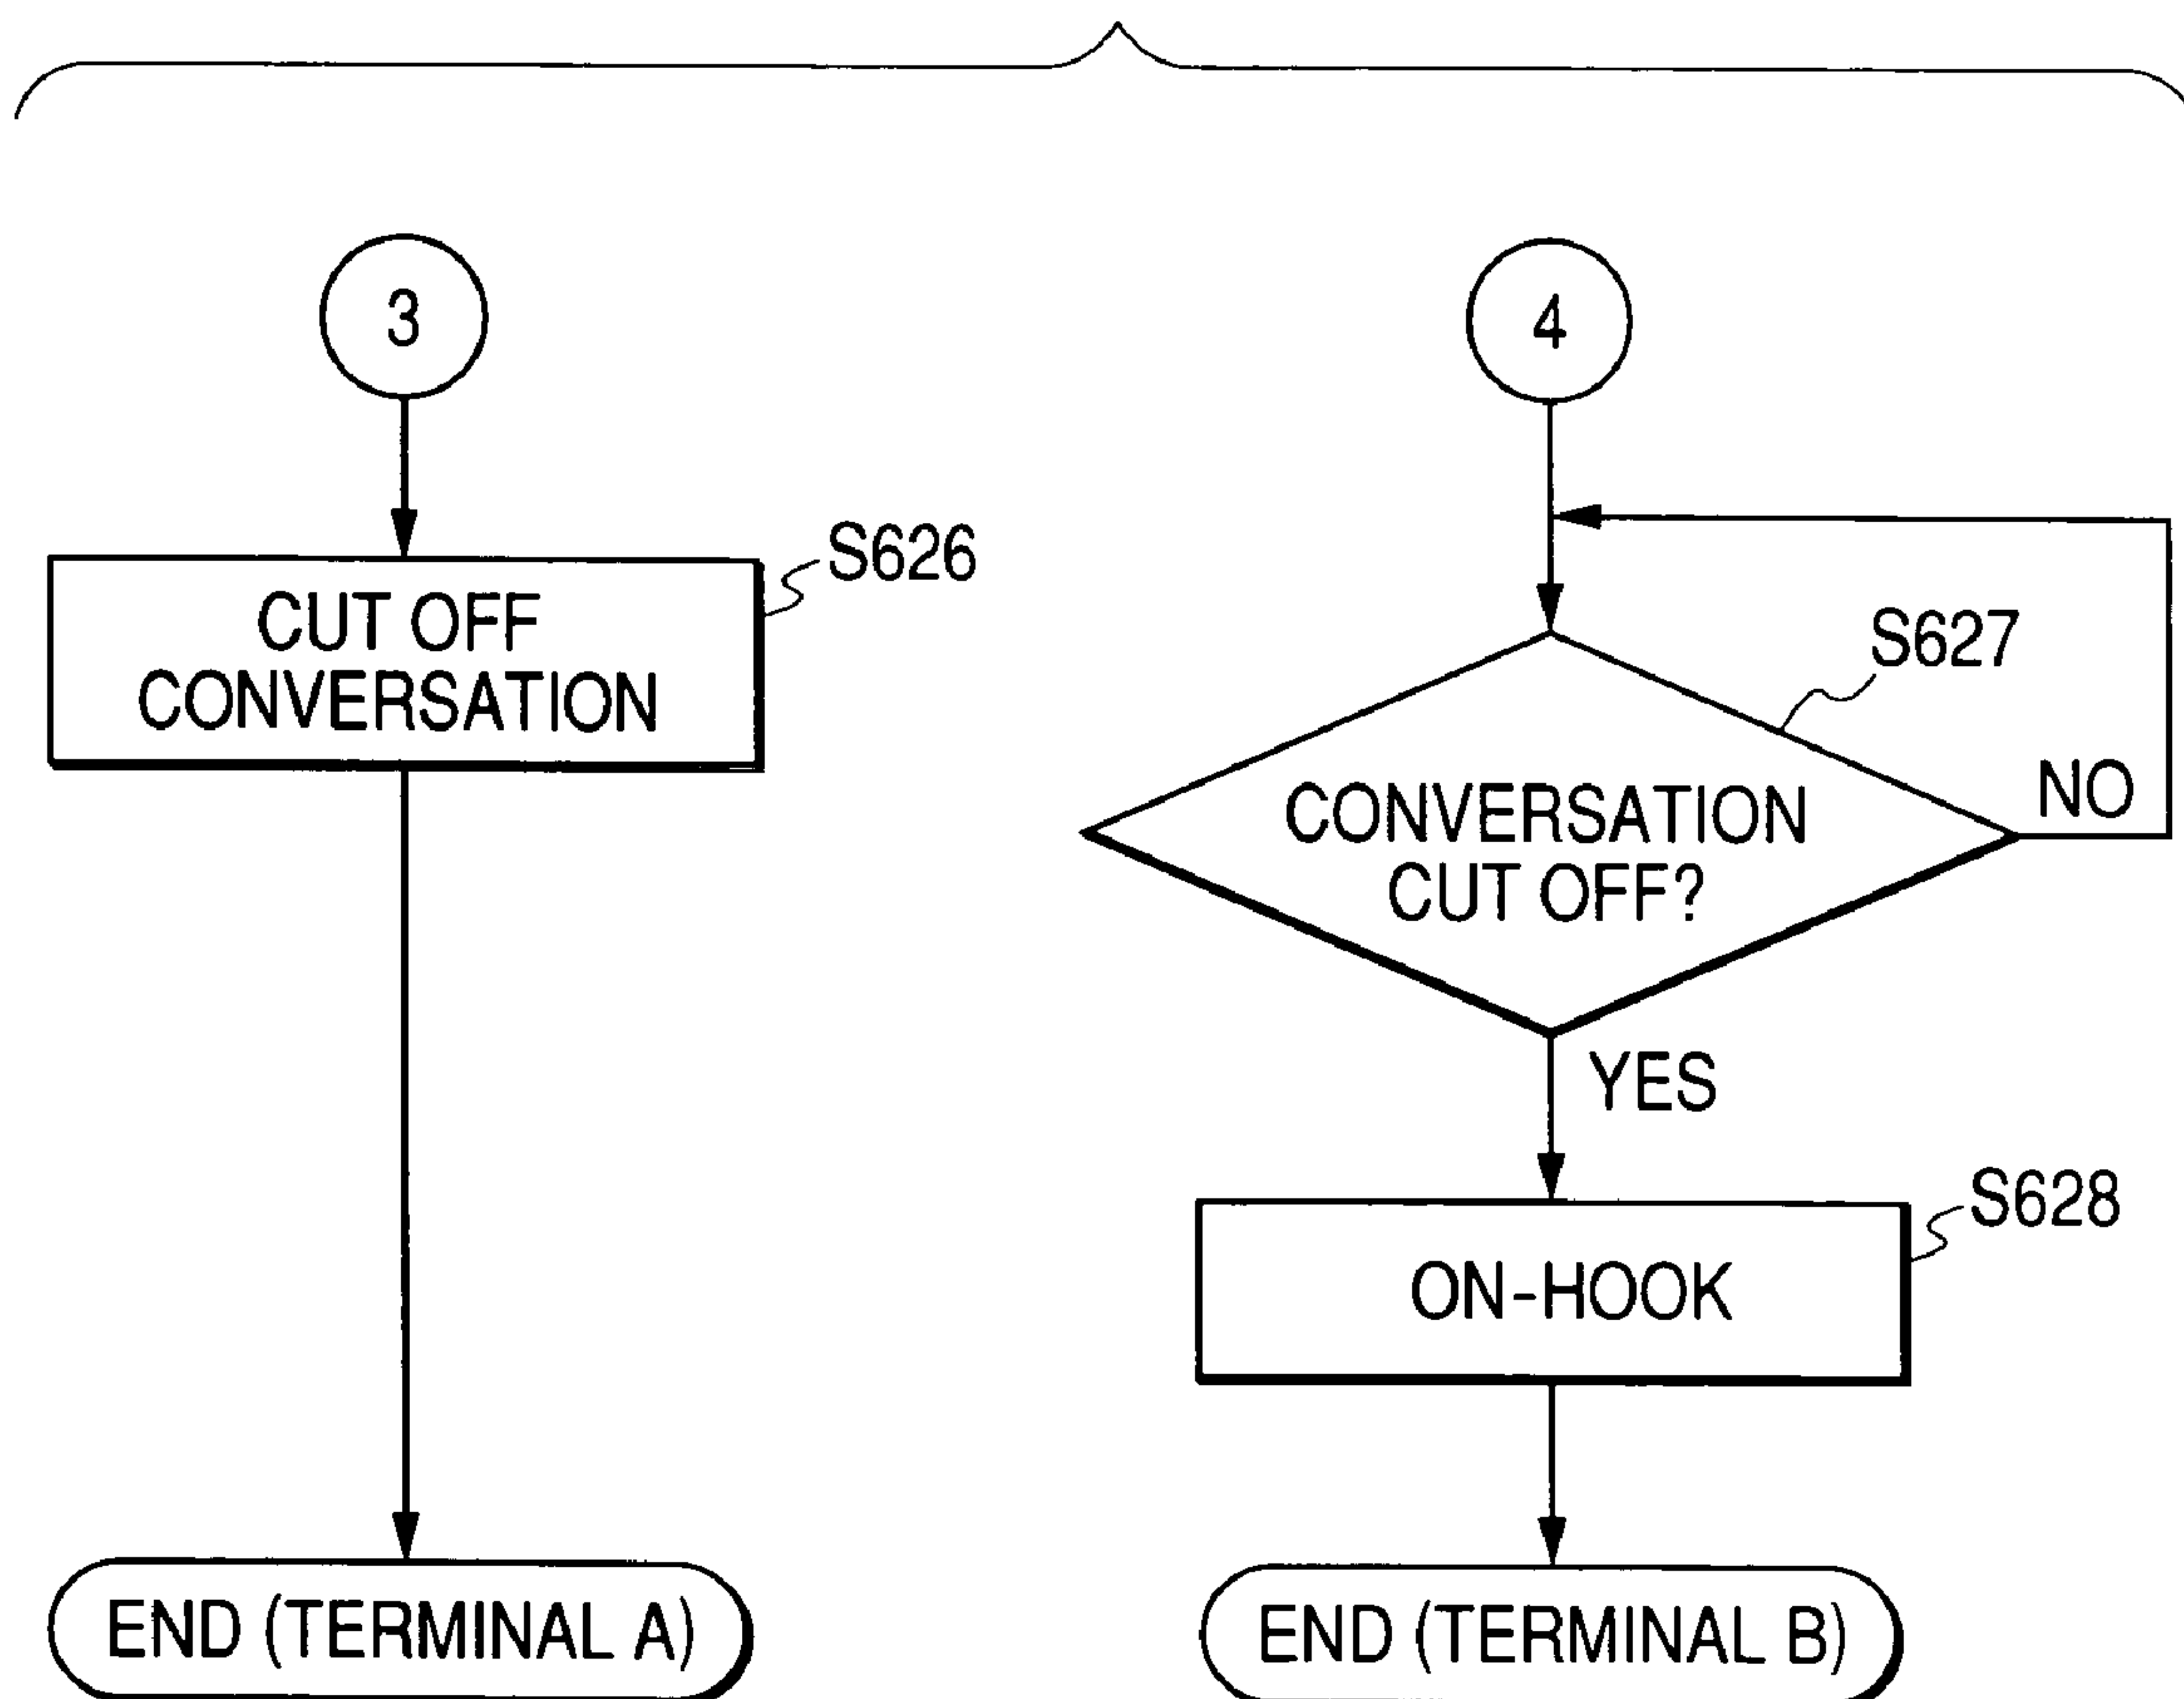 3
S626
CUT OFF
CONVERSATION
END (TERMINAL A)
4
S627
CONVERSATION
CUT OFF?
NO
YES
S628
ON-HOOK
END (TERMINAL B)